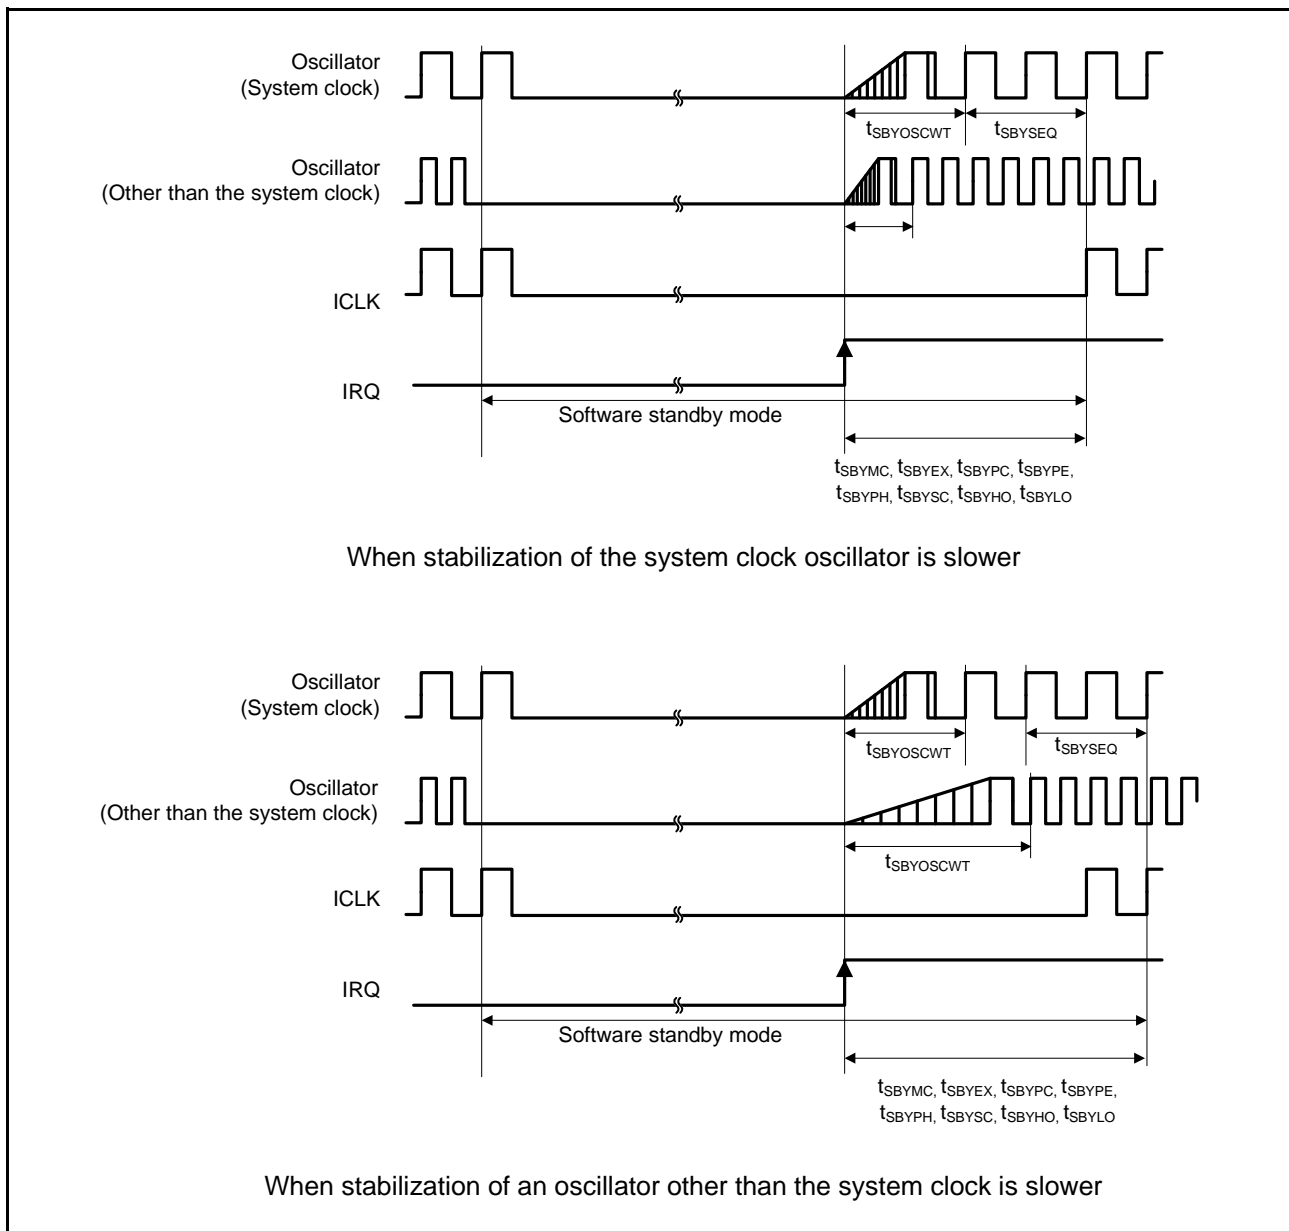 Oscillator
(System clock)
tSBYOSCWT
tSBYSEQ
Oscillator
(Other than the system clock)
ICLK
IRQ
Software standby mode
tSBYMC, tSBYEX, tSBYPC, tSBYPE,
tSBYPH, tSBYSC, tSBYHO, tSBYLO
When stabilization of the system clock oscillator is slower
Oscillator
(System clock)
tSBYOSCWT
tSBYSEQ
Oscillator
(Other than the system clock)
tSBYOSCWT
ICLK
IRQ
Software standby mode
tSBYMC, tSBYEX, tSBYPC, tSBYPE,
tSBYPH, tSBYSC, tSBYHO, tSBYLO
When stabilization of an oscillator other than the system clock is slower